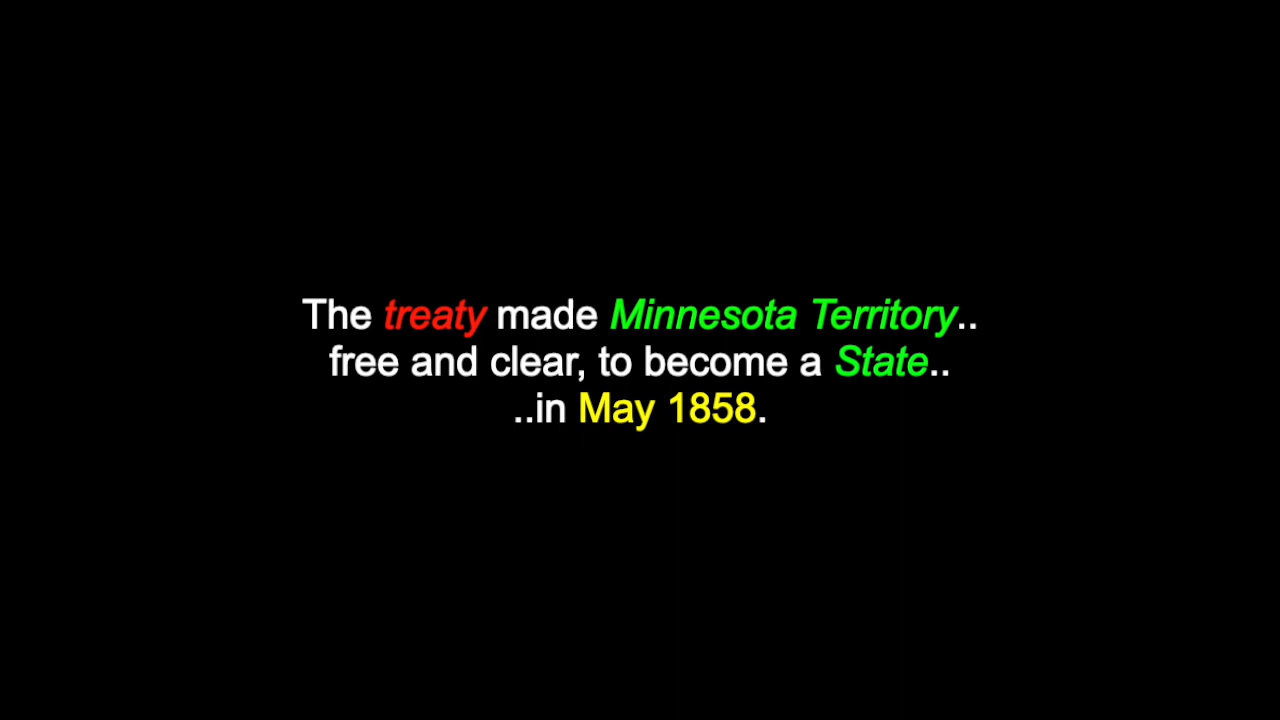 The treaty made Minnesota Territory..
free and clear, to become a State..
..in May 1858.